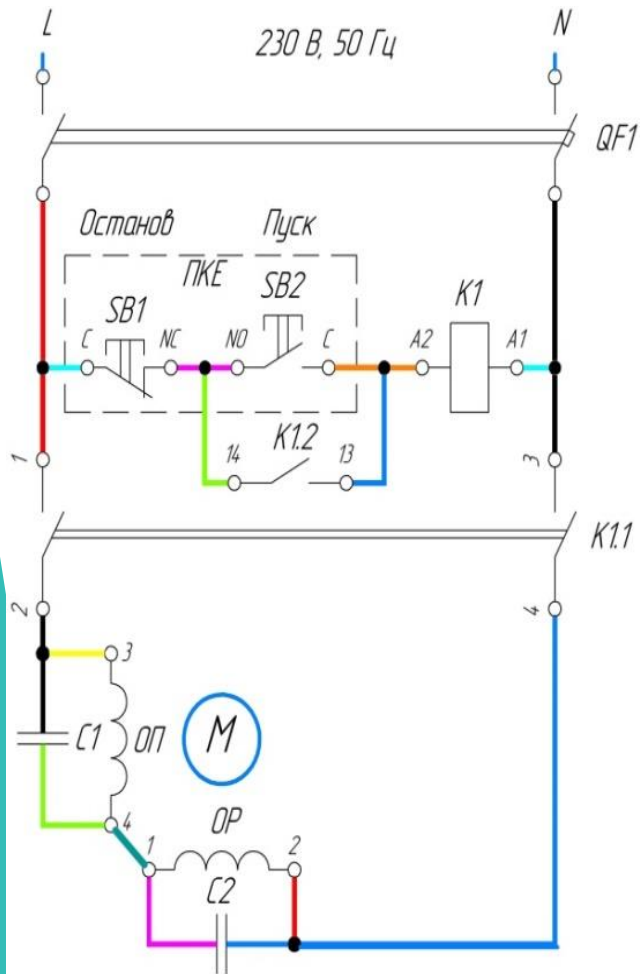 L
N
230 В, 50 Гц
QF1
Останов
Пуск
ПКЕ
SB1
SB2
K1
C
NC
NO
C
A2
A1
K1.2
14
13
1
3
K1.1
2
4
3
C1
ОП
М
4
1
ОР
2
C2